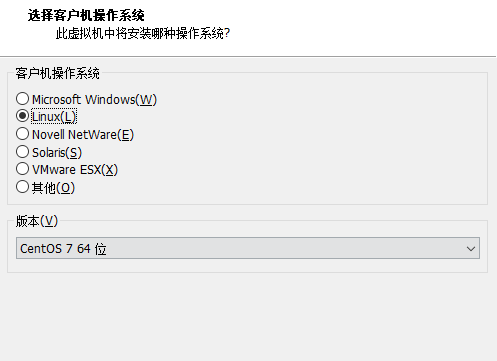 选择客户机操作系统
此虚拟机中将安装哪种操作系统?
客户机操作系统
Microsoft Windows(W)
Linux(L)
Novell NetWare(E)
Solaris(S)
VMware ESX(X)
其他(O)
版本(V)
CentOS 7 64 位